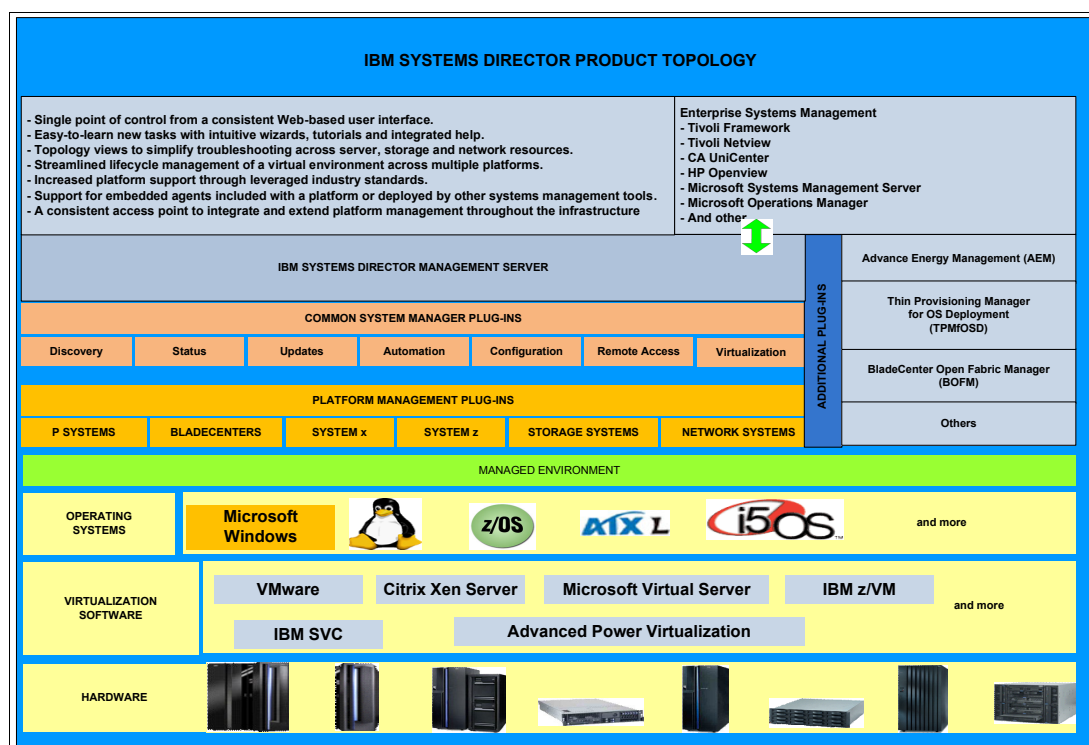 IBM SYSTEMS DIRECTOR PRODUCT TOPOLOGY
- Single point of control from a consistent Web-based user interface.
- Easy-to-learn new tasks with intuitive wizards, tutorials and integrated help.
- Topology views to simplify troubleshooting across server, storage and network resources.
- Streamlined lifecycle management of a virtual environment across multiple platforms.
- Increased platform support through leveraged industry standards.
- Support for embedded agents included with a platform or deployed by other systems management tools.
- A consistent access point to integrate and extend platform management throughout the infrastructure
Enterprise Systems Management
- Tivoli Framework
- Tivoli Netview
- CA UniCenter
- HP Openview
- Microsoft Systems Management Server
- Microsoft Operations Manager
- And other
IBM SYSTEMS DIRECTOR MANAGEMENT SERVER
COMMON SYSTEM MANAGER PLUG-INS
Discovery
Status
Updates
Automation
Configuration
Remote Access
Virtualization
PLATFORM MANAGEMENT PLUG-INS
P SYSTEMS
BLADECENTERS
SYSTEM x
SYSTEM z
STORAGE SYSTEMS
NETWORK SYSTEMS
ADDITIONAL PLUG-INS
Advance Energy Management (AEM)
Thin Provisioning Manager
for OS Deployment
(TPMfOSD)
BladeCenter Open Fabric Manager
(BOFM)
Others
MANAGED ENVIRONMENT
OPERATING
SYSTEMS
Microsoft
Windows
z/OS
AIX L
i5OS™
and more
VIRTUALIZATION
SOFTWARE
VMware
Citrix Xen Server
Microsoft Virtual Server
IBM z/VM
and more
IBM SVC
Advanced Power Virtualization
HARDWARE